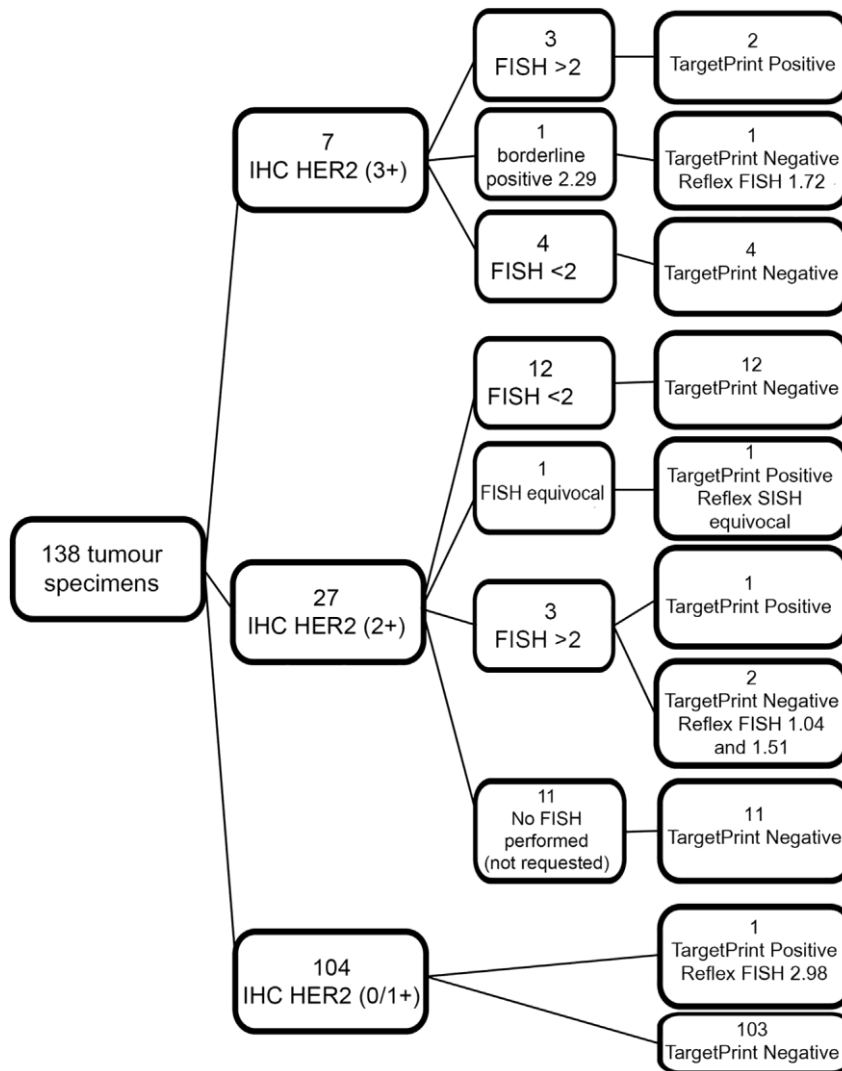 138 tumour
specimens
7
IHC HER2 (3+)
3
FISH >2
2
TargetPrint Positive
1
borderline
positive 2.29
1
TargetPrint Negative
Reflex FISH 1.72
4
FISH <2
4
TargetPrint Negative
27
IHC HER2 (2+)
12
FISH <2
12
TargetPrint Negative
1
FISH equivocal
1
TargetPrint Positive
Reflex SISH
equivocal
3
FISH >2
1
TargetPrint Positive
2
TargetPrint Negative
Reflex FISH 1.04
and 1.51
11
No FISH
performed
(not requested)
11
TargetPrint Negative
104
IHC HER2 (0/1+)
1
TargetPrint Positive
Reflex FISH 2.98
103
TargetPrint Negative